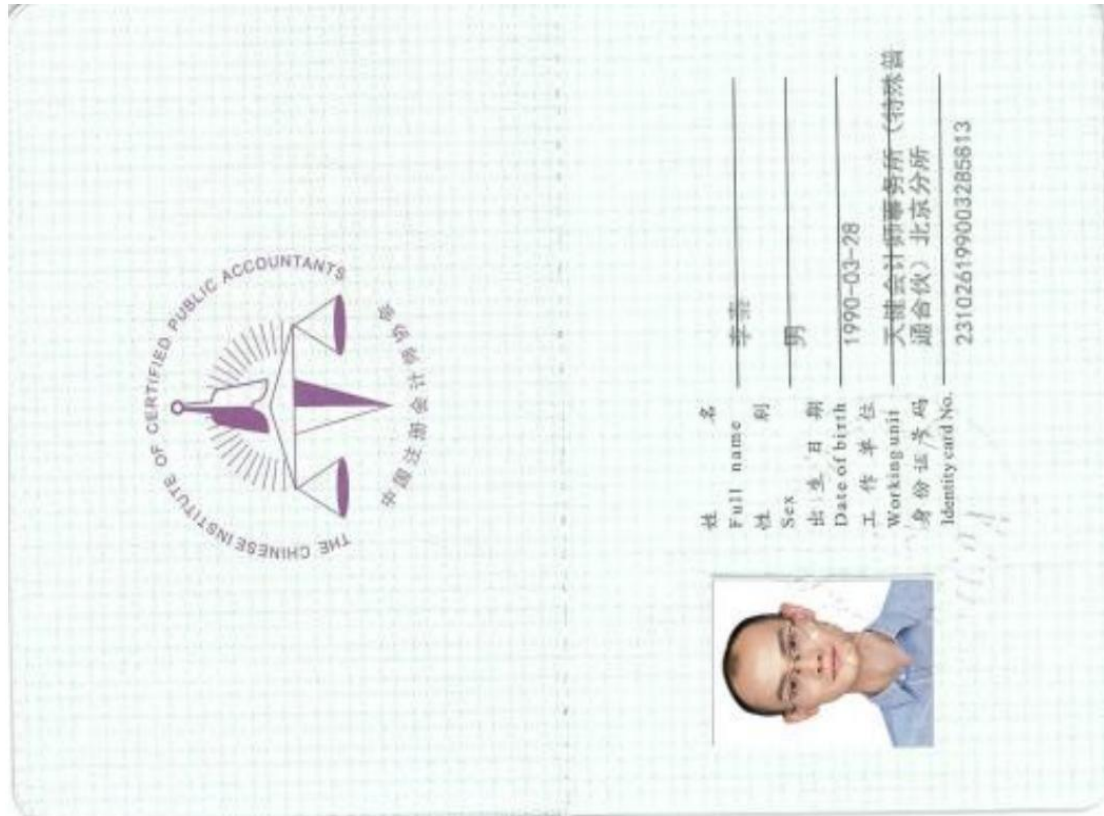 THE CHINESE INSTITUTE OF CERTIFIED PUBLIC ACCOUNTANTS
中国注册会计师协会
姓 名
Full name
性 别
男
Sex
出 生 日 期
1990-03-28
Date of birth
工 作 单 位
天健会计师事务所（特殊普
Working unit
通合伙）北京分所
身份证号码
231026199003285813
Identity card No.